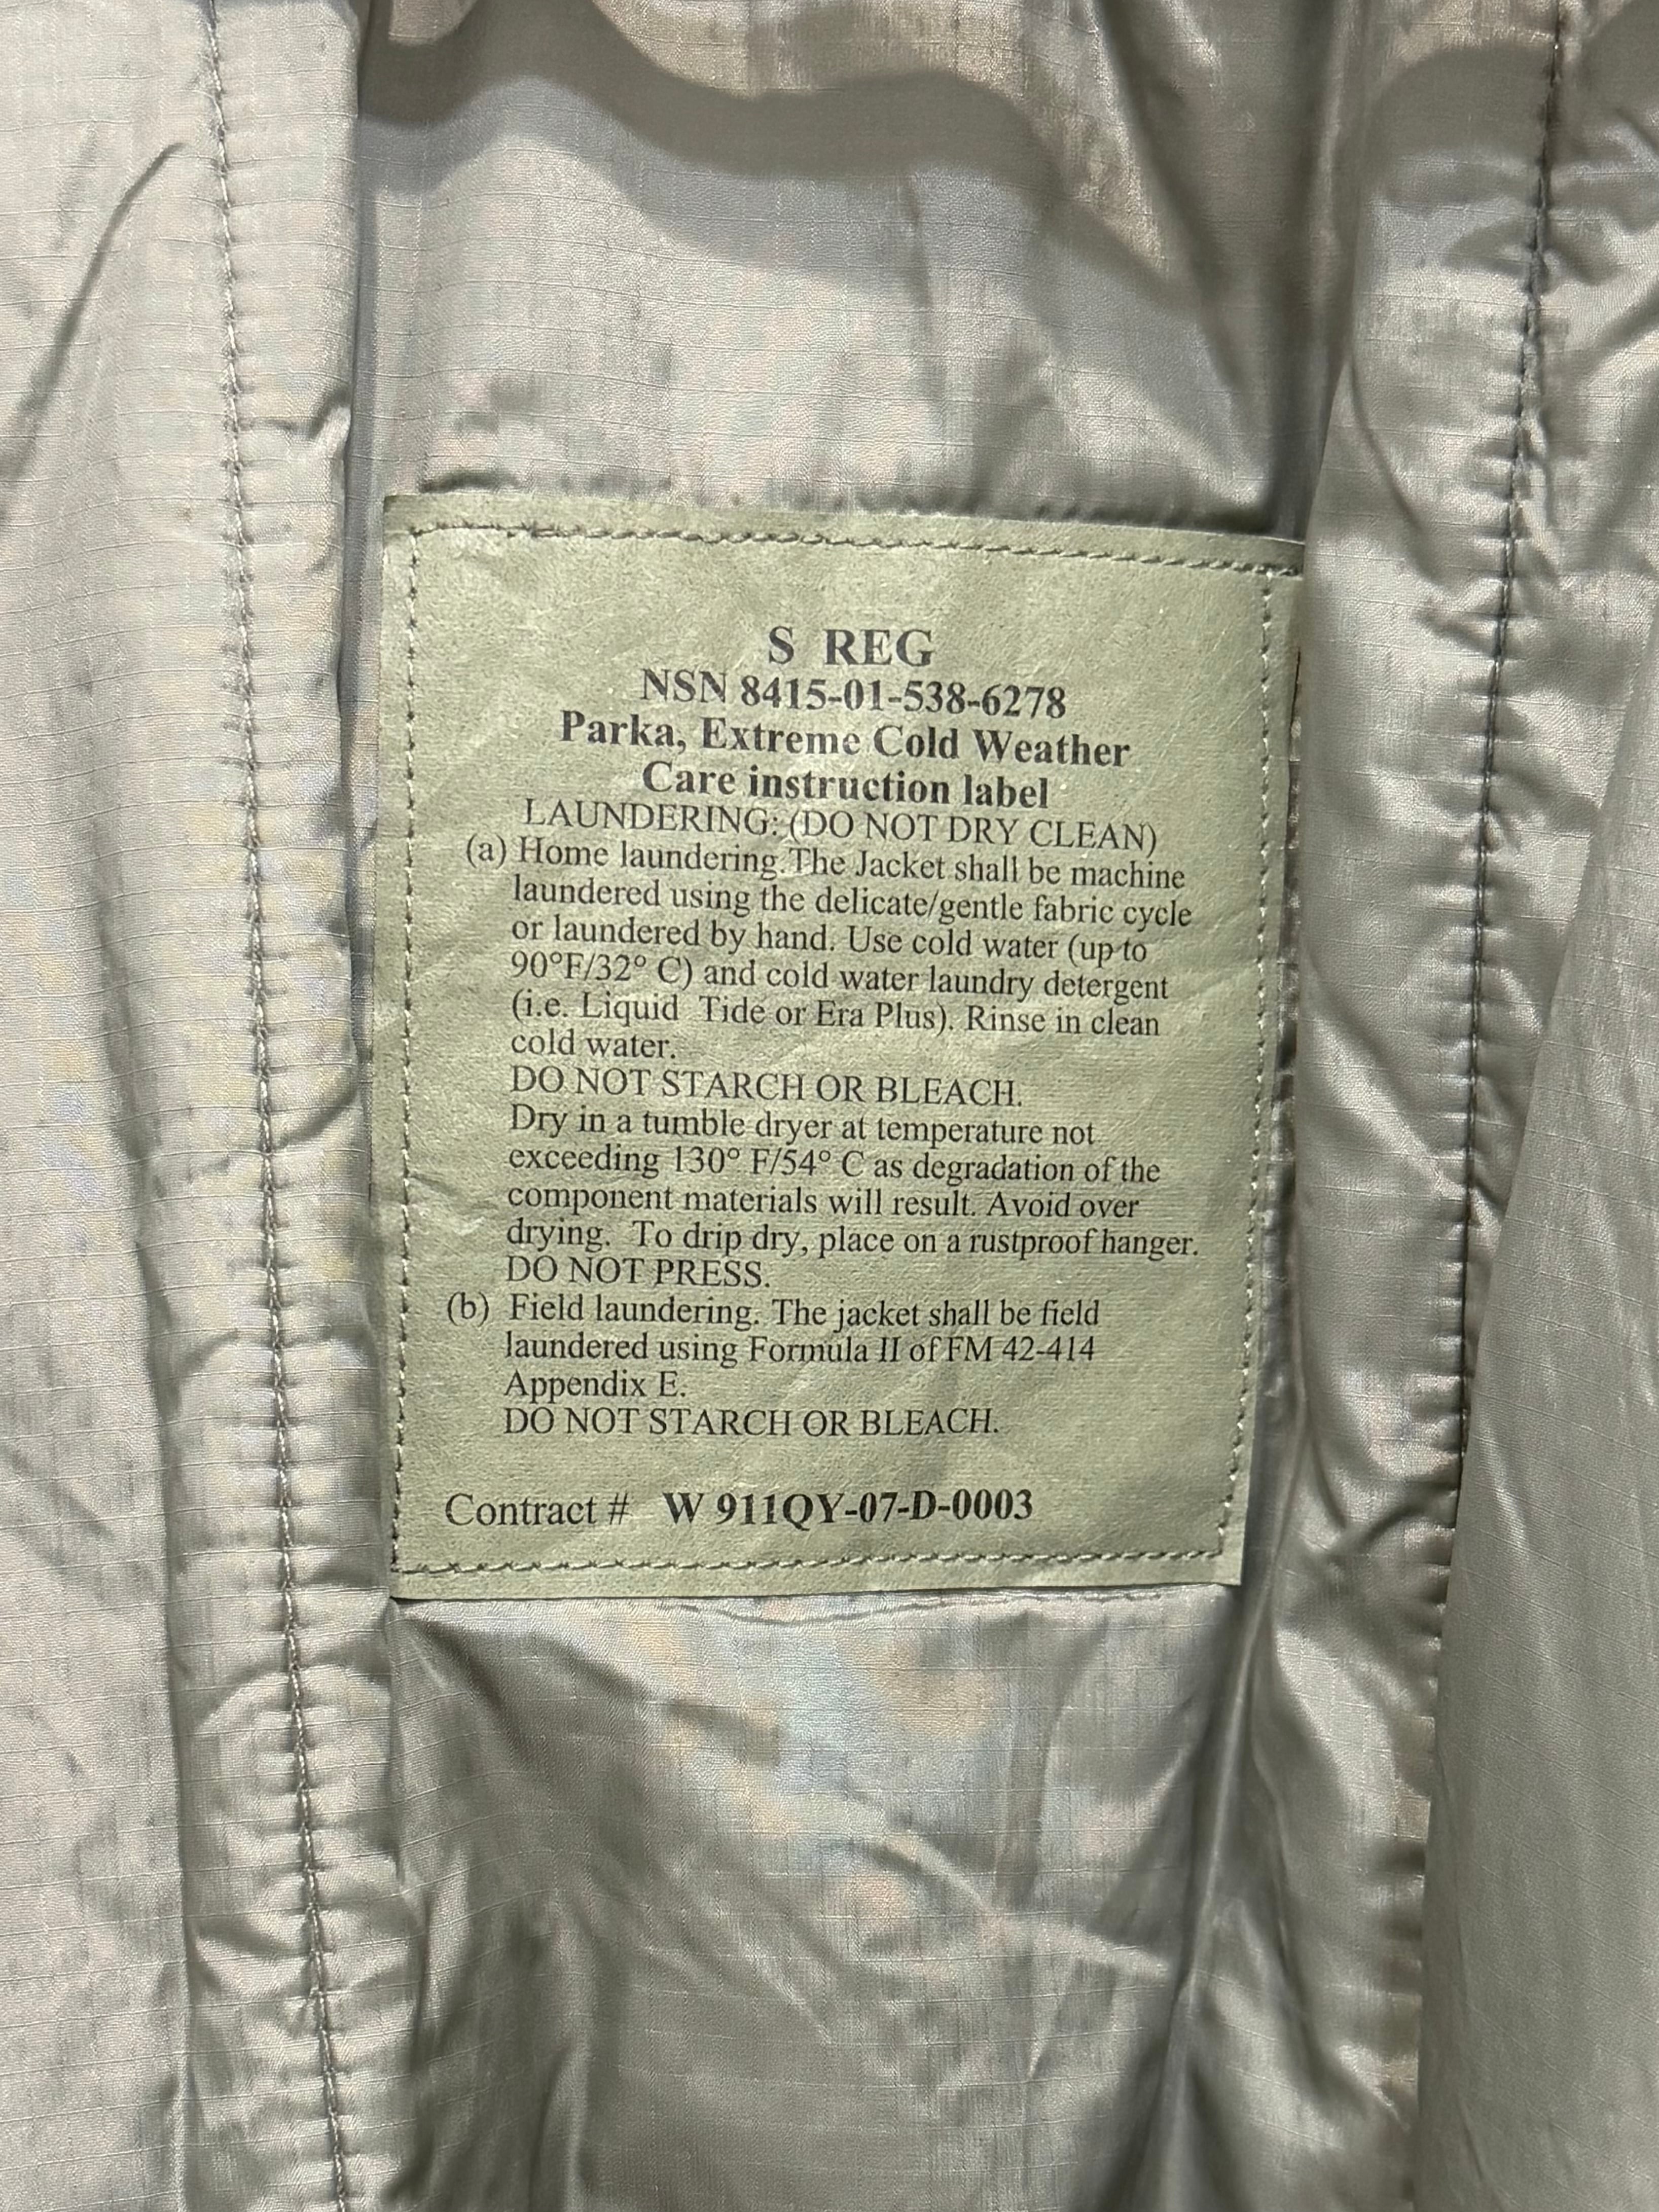 S REG
NSN 8415-01-538-6278
Parka, Extreme Cold Weather
Care instruction label
LAUNDERING: (DO NOT DRY CLEAN)
(a) Home laundering. The Jacket shall be machine
laundered using the delicate/gentle fabric cycle
or laundered by hand. Use cold water (up to
90°F/32° C) and cold water laundry detergent
(i.e. Liquid Tide or Era Plus). Rinse in clean
cold water.
DO NOT STARCH OR BLEACH.
Dry in a tumble dryer at temperature not
exceeding 130° F/54° C as degradation of the
component materials will result. Avoid over
drying. To drip dry, place on a rustproof hanger.
DO NOT PRESS.
(b) Field laundering. The jacket shall be field
laundered using Formula II of FM 42-414
Appendix E.
DO NOT STARCH OR BLEACH.
Contract # W 911QY-07-D-0003